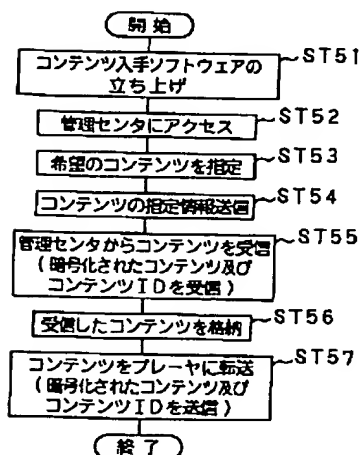 開始
コンテンツ入手ソフトウェアの
立ち上げ
ST51
管理センタにアクセス
ST52
希望のコンテンツを指定
ST53
コンテンツの指定情報送信
ST54
管理センタからコンテンツを受信
(暗号化されたコンテンツ及び
コンテンツIDを受信)
ST55
受信したコンテンツを格納
ST56
コンテンツをプレーヤに転送
(暗号化されたコンテンツ及び
コンテンツIDを送信)
ST57
終了